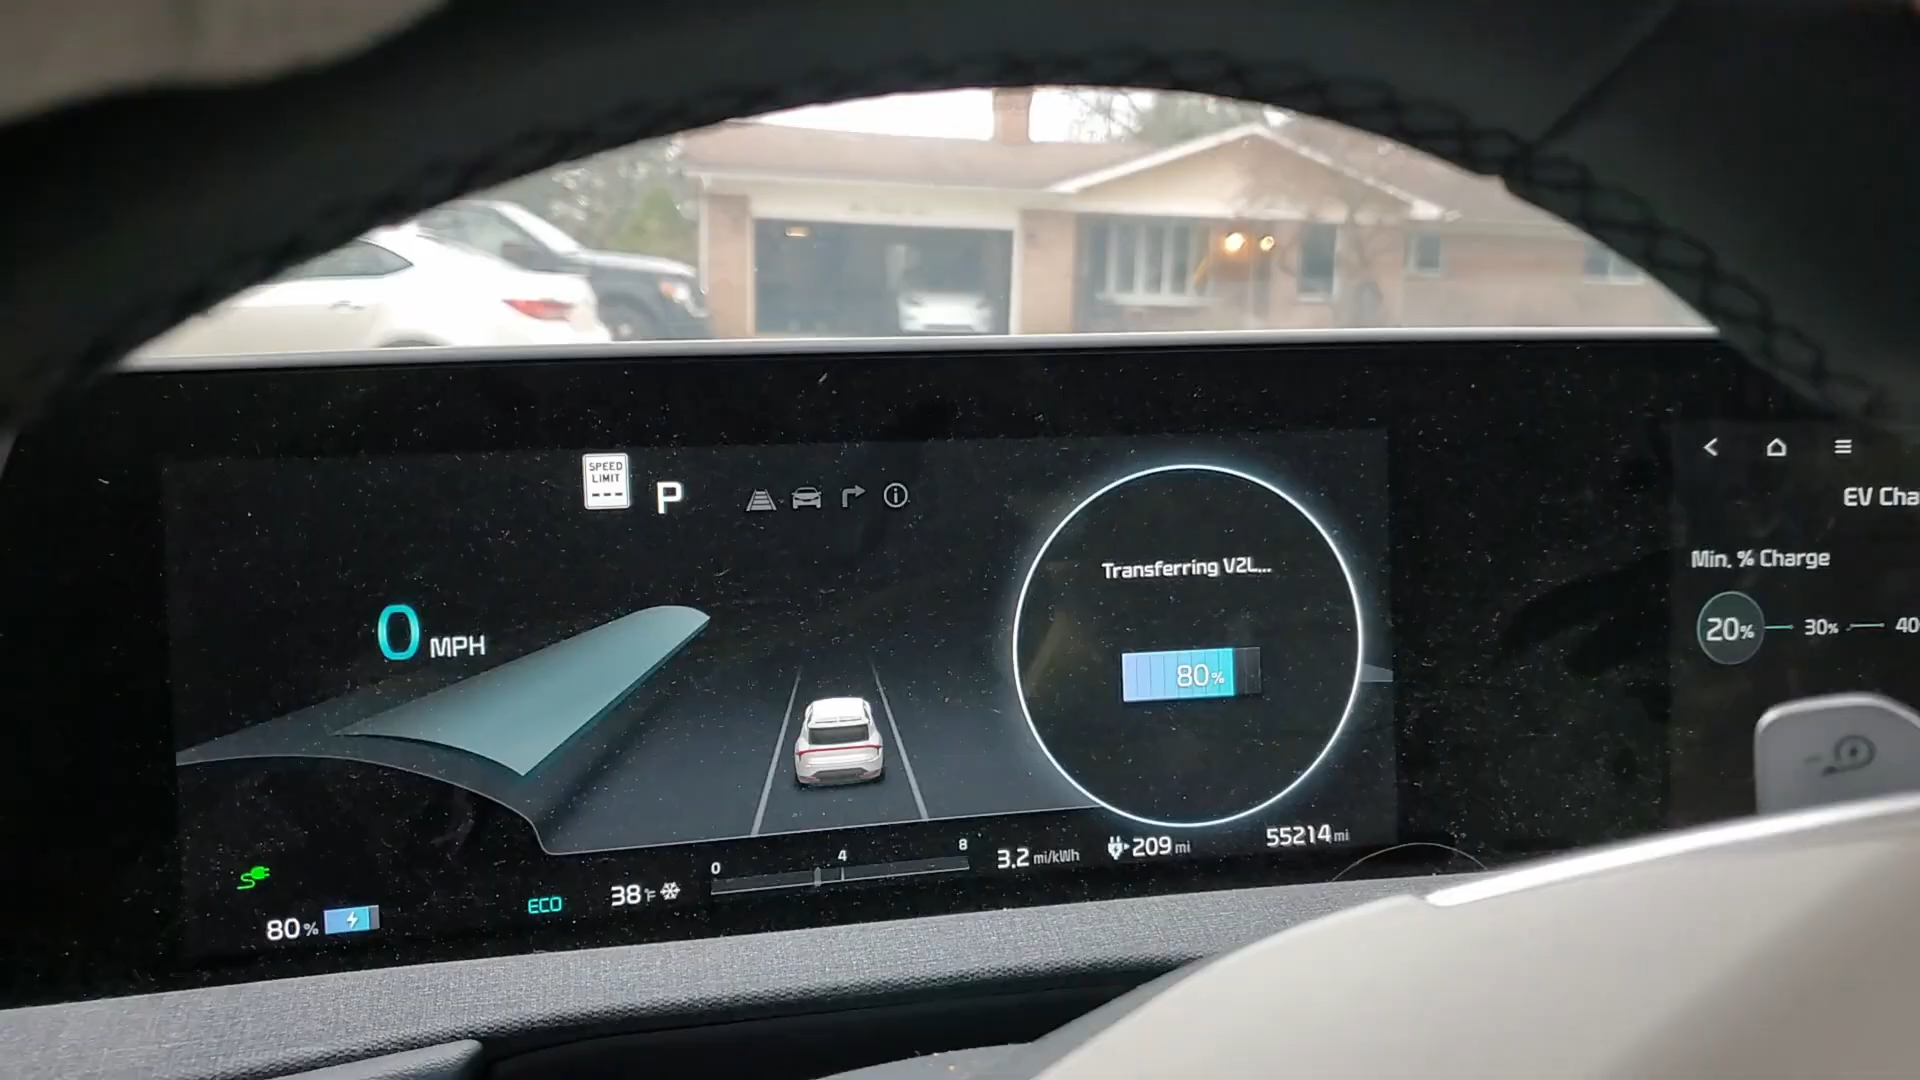 SPEED
LIMIT
---
P
EV Cha
Transferring V2L...
Min. % Charge
0 MPH
80%
20% 30% 40
0 4 8
3.2 mi/kWh
209 mi
55214 mi
38°F
ECO
80%